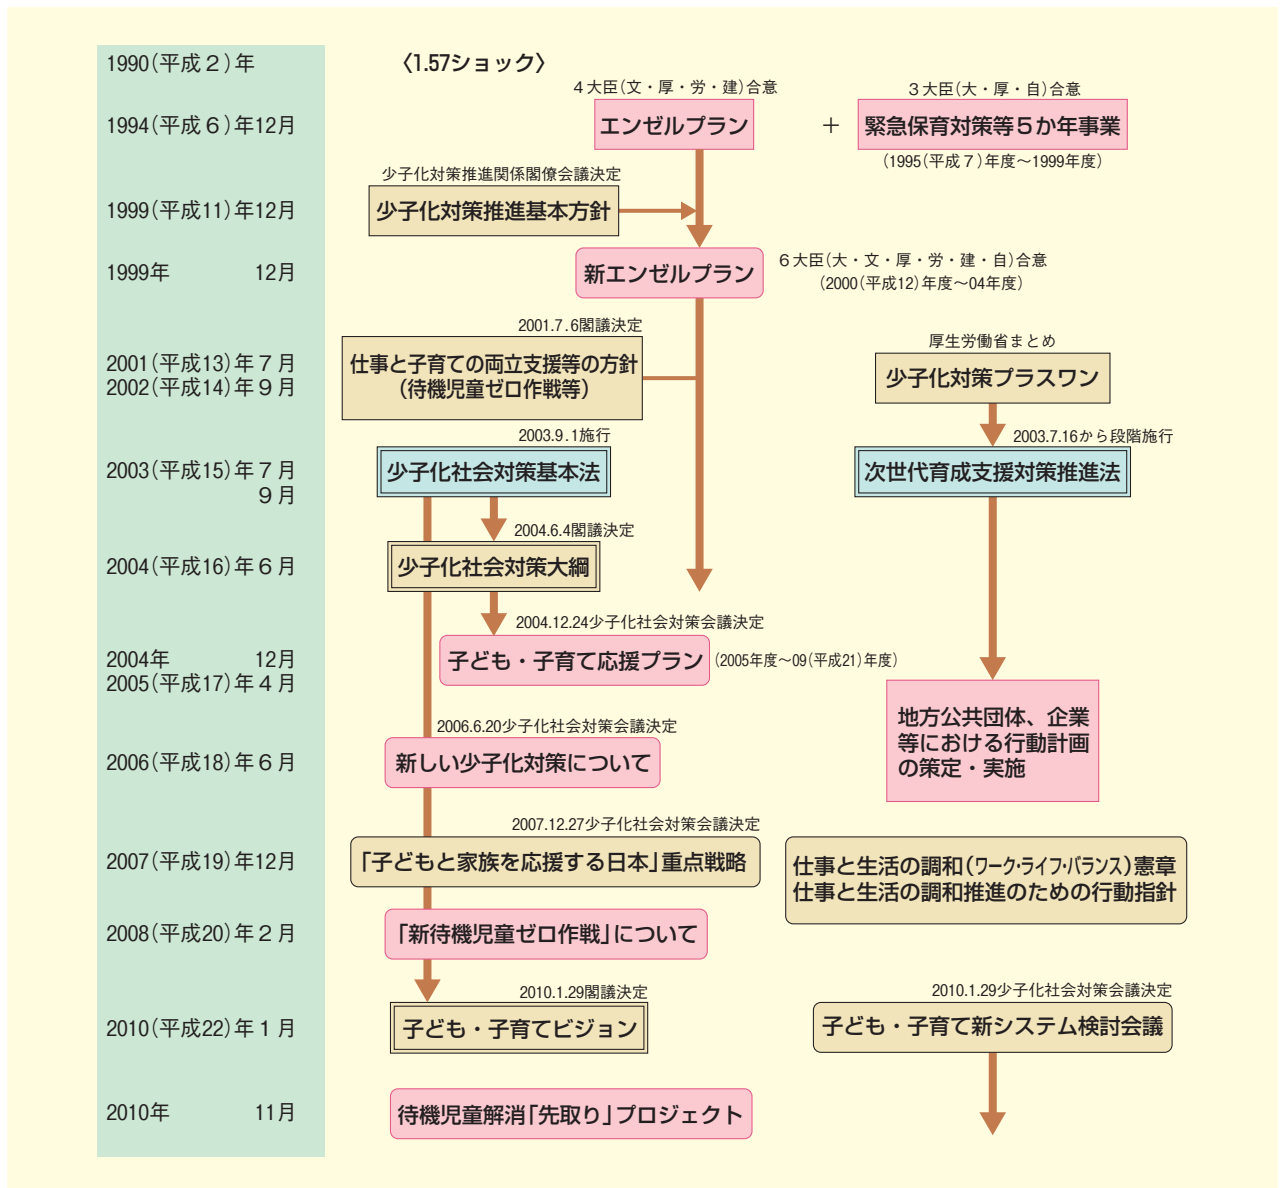 1990(平成２)年
〈1.57ショック〉
４大臣(文・厚・労・建)合意
３大臣(大・厚・自)合意
1994(平成６)年12月
エンゼルプラン
＋
緊急保育対策等５か年事業
(1995(平成７)年度～1999年度)
少子化対策推進関係閣僚会議決定
1999(平成11)年12月
少子化対策推進基本方針
1999年 12月
新エンゼルプラン
６大臣(大・文・厚・労・建・自)合意
(2000(平成12)年度～04年度)
2001.7.6閣議決定
厚生労働省まとめ
2001(平成13)年７月
2002(平成14)年９月
仕事と子育ての両立支援等の方針
(待機児童ゼロ作戦等)
少子化対策プラスワン
2003.9.1施行
2003.7.16から段階施行
2003(平成15)年７月
９月
少子化社会対策基本法
次世代育成支援対策推進法
2004.6.4閣議決定
2004(平成16)年６月
少子化社会対策大綱
2004.12.24少子化社会対策会議決定
2004年 12月
2005(平成17)年４月
子ども・子育て応援プラン
(2005年度～09(平成21)年度)
地方公共団体、企業
等における行動計画
の策定・実施
2006.6.20少子化社会対策会議決定
2006(平成18)年６月
新しい少子化対策について
2007.12.27少子化社会対策会議決定
2007(平成19)年12月
「子どもと家族を応援する日本」重点戦略
仕事と生活の調和(ワーク・ライフ・バランス)憲章
仕事と生活の調和推進のための行動指針
2008(平成20)年２月
「新待機児童ゼロ作戦」について
2010.1.29閣議決定
2010.1.29少子化社会対策会議決定
2010(平成22)年１月
子ども・子育てビジョン
子ども・子育て新システム検討会議
2010年 11月
待機児童解消「先取り」プロジェクト